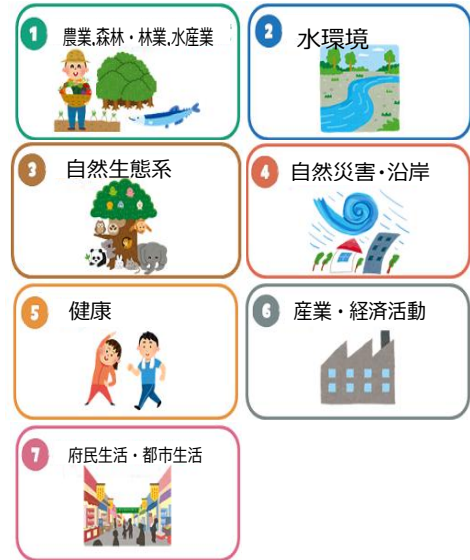 1 農業,森林・林業,水産業
2 水環境
3 自然生態系
4 自然災害・沿岸
5 健康
6 産業・経済活動
7 府民生活・都市生活